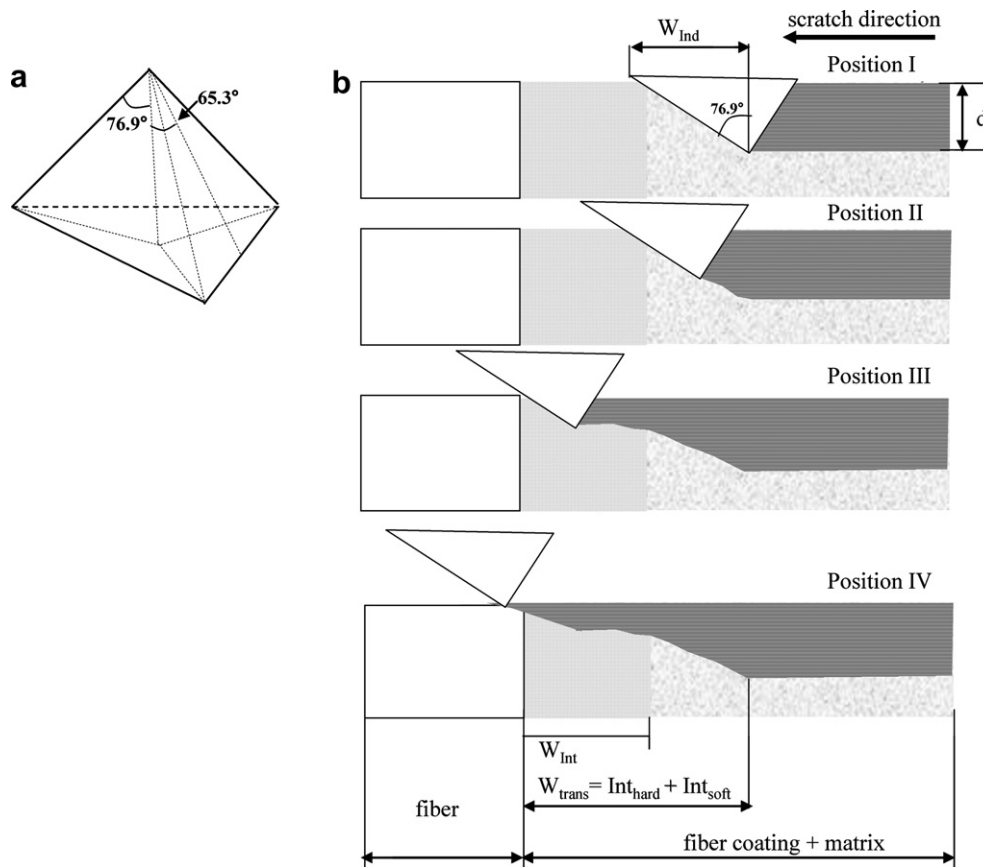 a
65.3°
76.9°
b
W_Ind
scratch direction
Position I
76.9°
d
Position II
Position III
Position IV
W_Int
W_trans= Int_hard + Int_soft
fiber
fiber coating + matrix